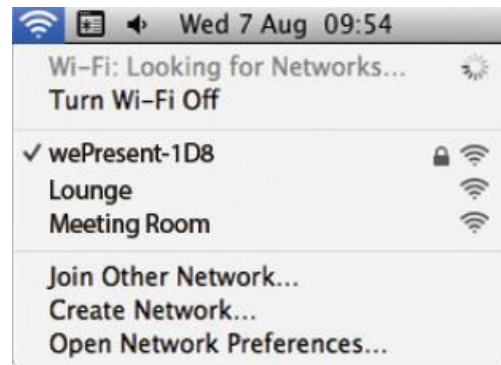 Wed 7 Aug 09:54
Wi-Fi: Looking for Networks...
Turn Wi-Fi Off
✓ wePresent-1D8
Lounge
Meeting Room
Join Other Network...
Create Network...
Open Network Preferences...